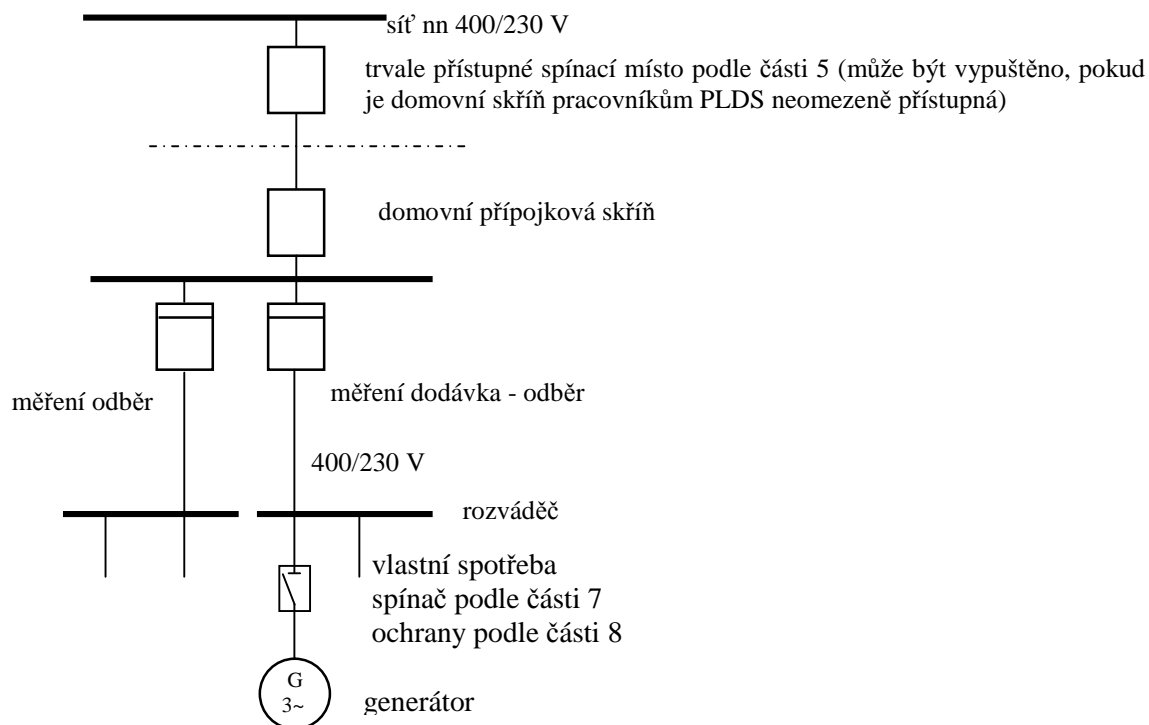 síť nn 400/230 V
trvale přístupné spínací místo podle části 5 (může být vypuštěno, pokud
je domovní skříň pracovníkům PLDS neomezeně přístupná)
domovní přípojková skříň
měření odběr
měření dodávka - odběr
400/230 V
rozváděč
vlastní spotřeba
spínač podle části 7
ochrany podle části 8
G
3~
generátor